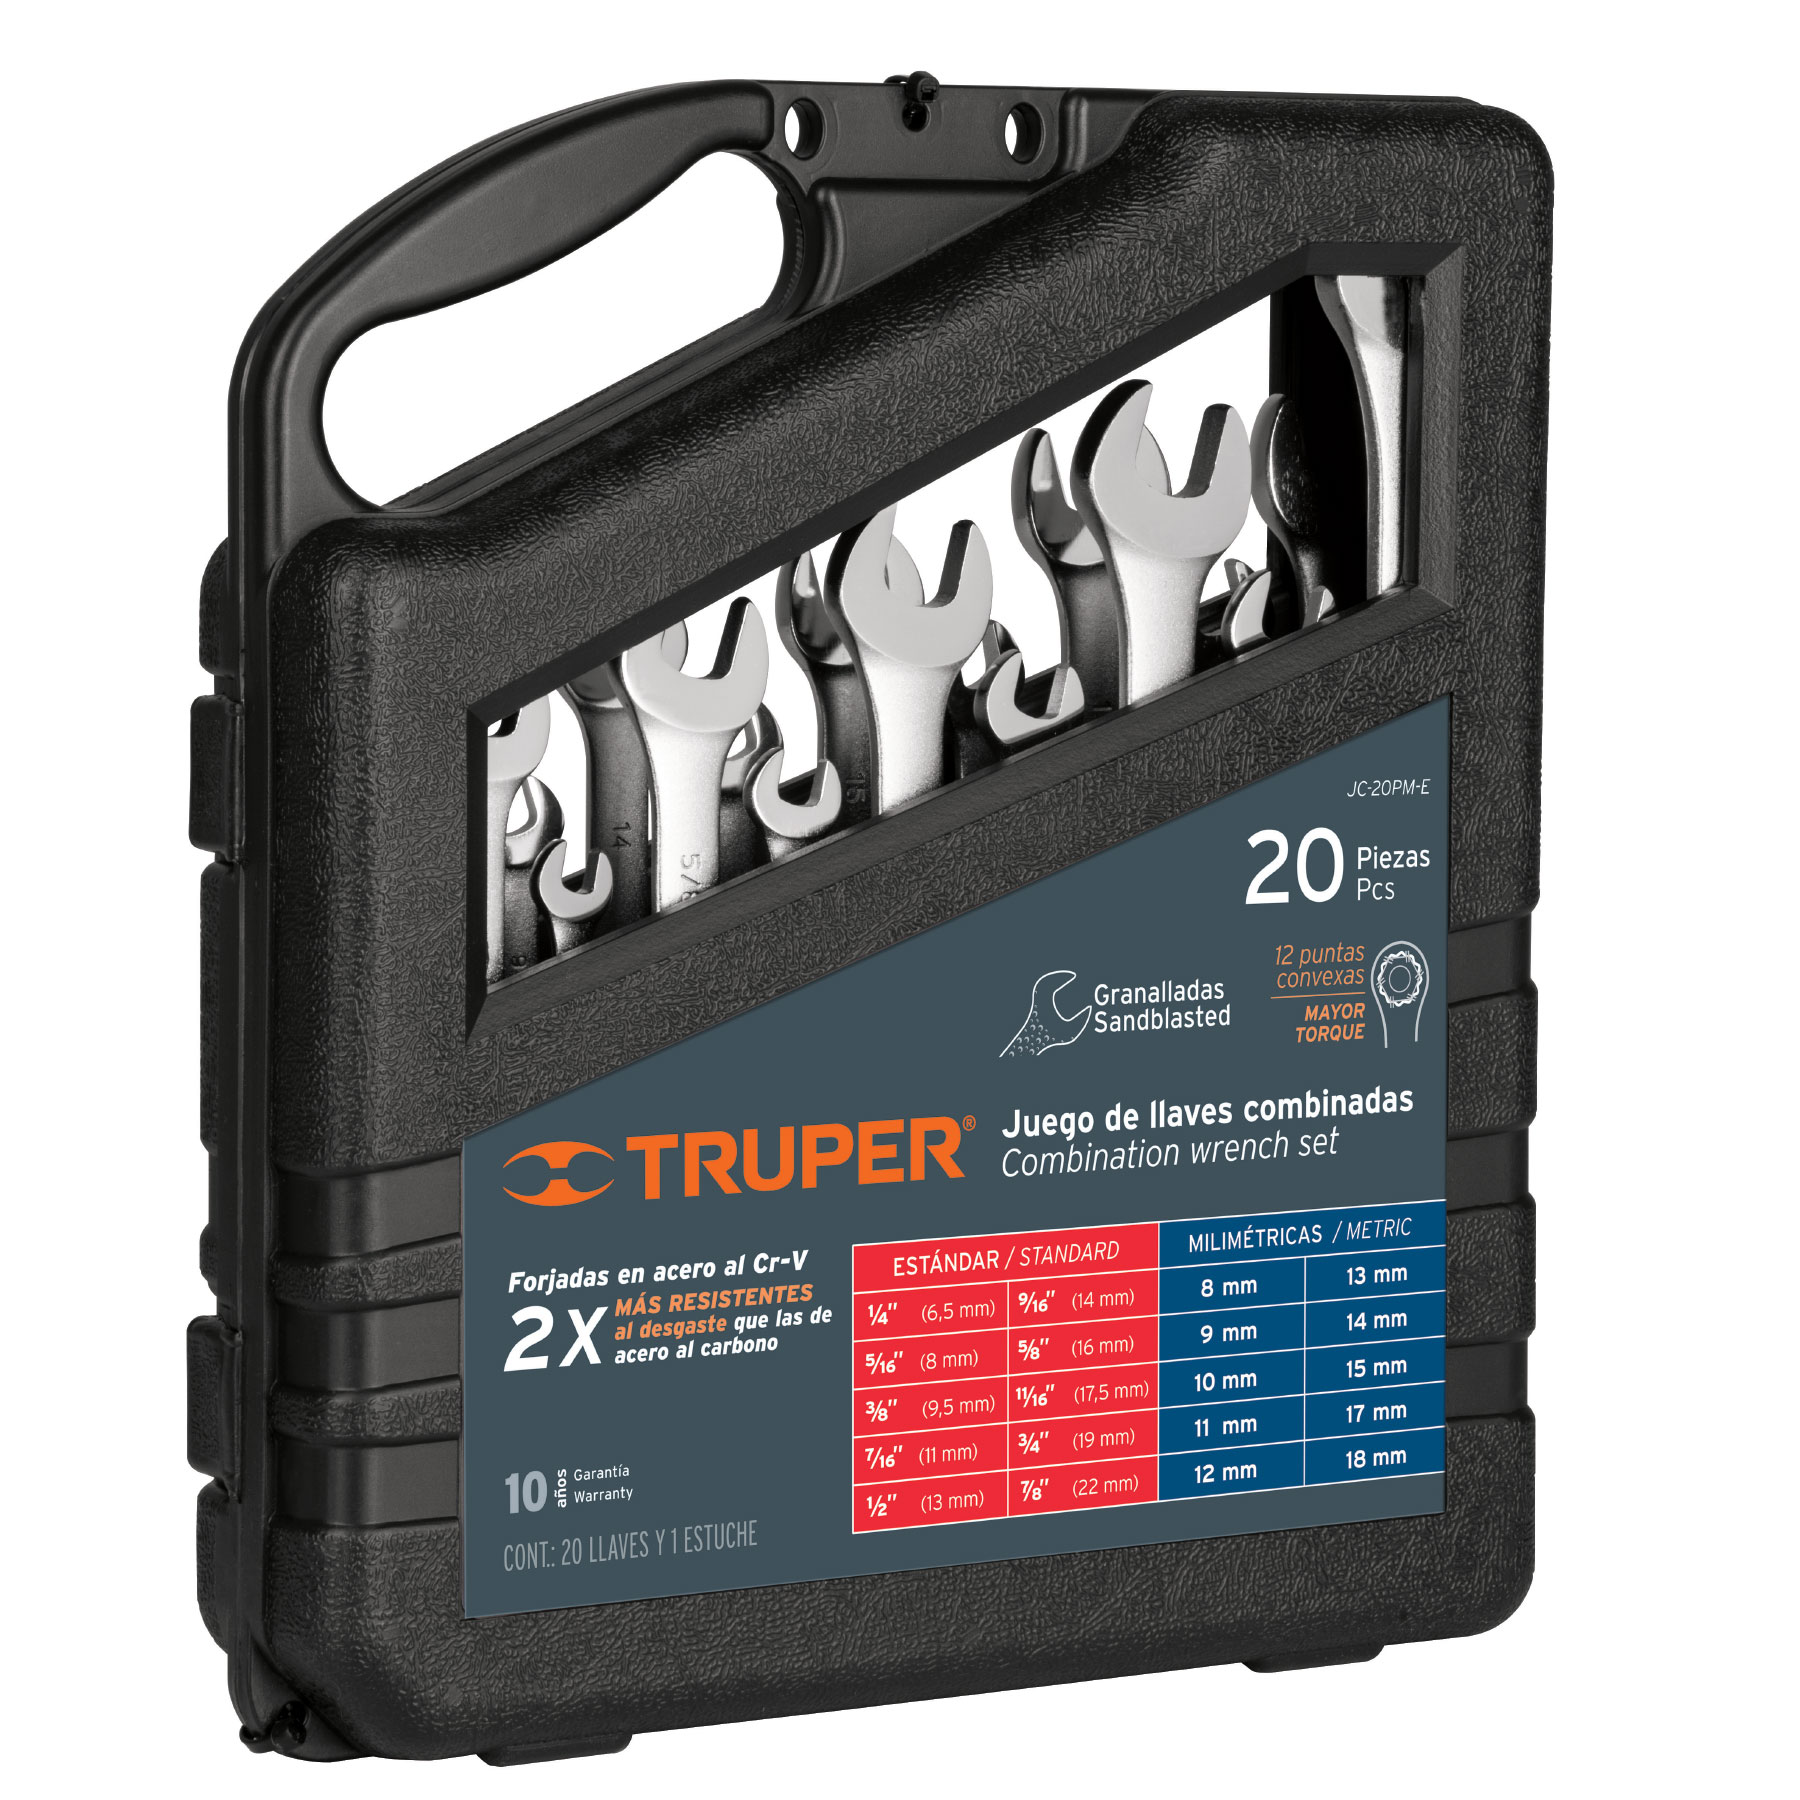 JC-20PM-E
20 Piezas
Pcs
Granalladas
Sandblasted
12 puntas
convexas
MAYOR
TORQUE
14
5/8
15
TRUPER®
Juego de llaves combinadas
Combination wrench set
Forjadas en acero al Cr-V
2X MÁS RESISTENTES
al desgaste que las de
acero al carbono
10 años Garantía
Warranty
CONT.: 20 LLAVES Y 1 ESTUCHE
ESTÁNDAR / STANDARD MILIMÉTRICAS / METRIC
1/4" (6,5 mm) 9/16" (14 mm) 8 mm 13 mm
5/16" (8 mm) 5/8" (16 mm) 9 mm 14 mm
3/8" (9,5 mm) 11/16" (17,5 mm) 10 mm 15 mm
7/16" (11 mm) 3/4" (19 mm) 11 mm 17 mm
1/2" (13 mm) 7/8" (22 mm) 12 mm 18 mm